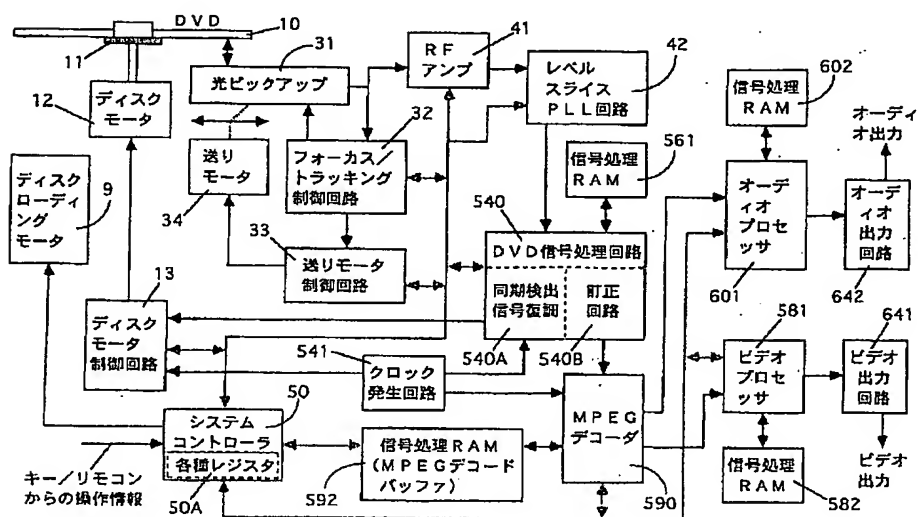 DVD
10
11
31
41
RF
アンプ
42
レベル
スライス
PLL回路
光ピックアップ
12
ディスク
モータ
32
602
信号処理
RAM
オーディ
オ出力
9
ディスク
ローディング
モータ
送り
モータ
34
フォーカス/
トラッキング
制御回路
信号処理
RAM
561
540
オーディオ
プロセッサ
601
オーディ
オ出力
回路
642
33
送りモータ
制御回路
DVD信号処理回路
同期検出
信号復調
訂正
回路
540A
540B
13
ディスク
モータ
制御回路
541
クロック
発生回路
581
ビデオ
プロセ
ッサ
641
ビデオ
出力
回路
50
システム
コントローラ
各種レジスタ
50A
キー/リモコン
からの操作情報
信号処理RAM
(MPEGデコード
バッファ)
592
MPEG
デコーダ
590
信号処理
RAM
582
ビデオ
出力